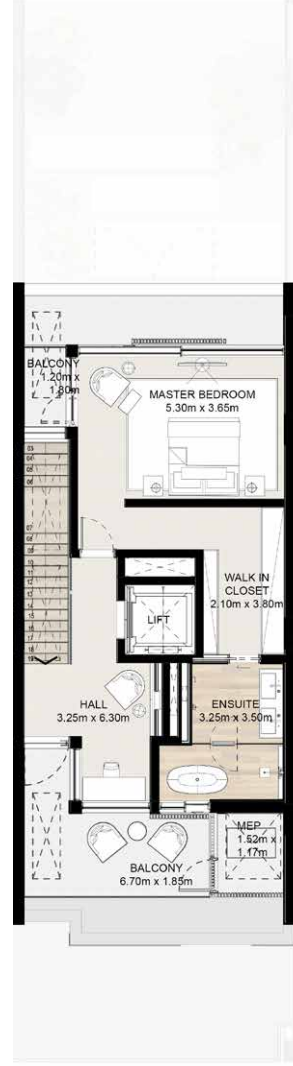 BALCONY
1.20m x
1.80m
MASTER BEDROOM
5.30m x 3.65m
WALK IN
CLOSET
2.10m x 3.80m
LIFT
HALL
3.25m x 6.30m
ENSUITE
3.25m x 3.50m
MEP
1.52m x
1.17m
BALCONY
6.70m x 1.85m